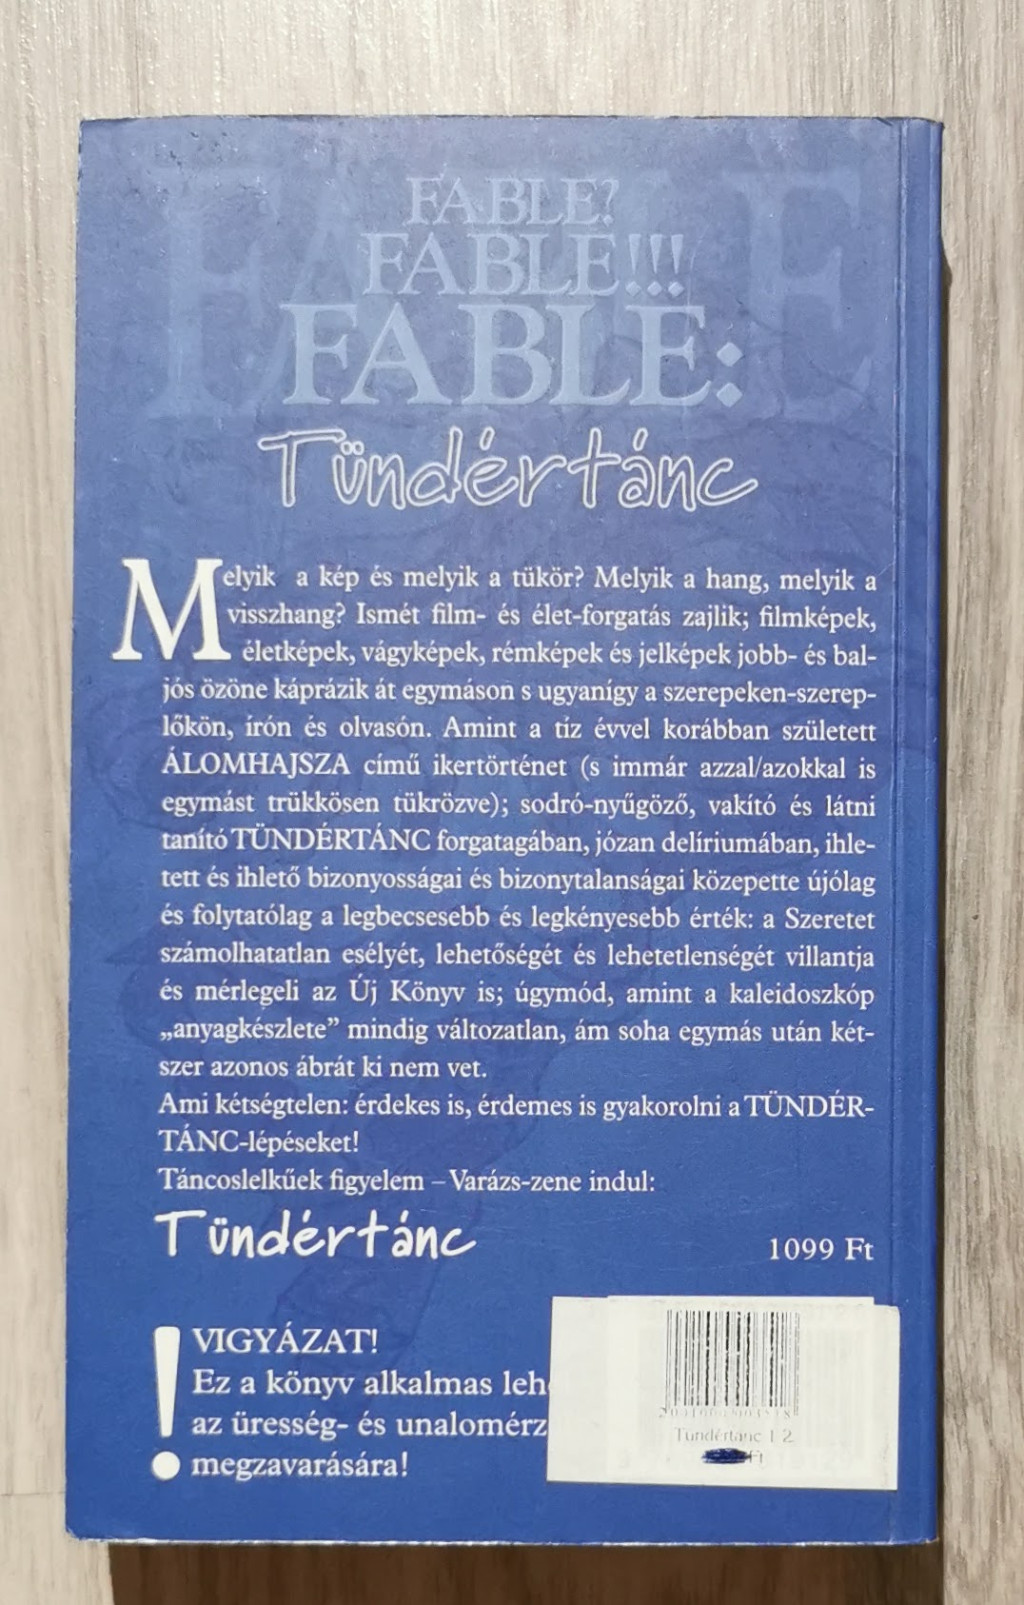 FABLE?
FABLE!!!
FABLE:
Tündértánc
Melyik a kép és melyik a tükör? Melyik a hang, melyik a
visszhang? Ismét film- és élet-forgatás zajlik; filmképek,
életképek, vágyképek, rémképek és jelképek jobb- és bal-
jós özöne káprázik át egymáson s ugyanígy a szerepeken-szerep-
lőkön, írón és olvasón. Amint a tíz évvel korábban született
ÁLOMHAJSZA című ikertörténet (s immár azzal/azokkal is
egymást trükkösen tükrözve); sodró-nyűgöző, vakító és látni
tanító TÜNDÉRTÁNC forgatagában, józan delíriumában, ihle-
tett és ihlető bizonyosságai és bizonytalanságai közepette újólag
és folytatólag a legbecsesebb és legkényesebb érték: a Szeretet
számolhatatlan esélyét, lehetőségét és lehetetlenségét villantja
és mérlegeli az Új Könyv is; úgymód, amint a kaleidoszkóp
„anyagkészlete” mindig változatlan, ám soha egymás után két-
szer azonos ábrát ki nem vet.
Ami kétségtelen: érdekes is, érdemes is gyakorolni a TÜNDÉR-
TÁNC-lépéseket!
Táncoslelkűek figyelem – Varázs-zene indul:
Tündértánc
1099 Ft
! VIGYÁZAT!
Ez a könyv alkalmas
az üresség- és
megzavarására!
Tündértánc 1 2
Ft